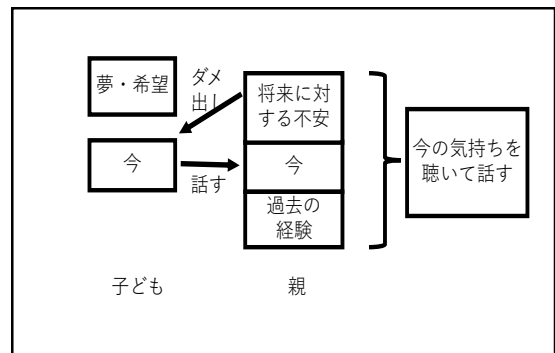 夢・希望
ダメ
出し
将来に対
する不安
今
話す
今
過去の
経験
今の気持ちを
聴いて話す
子ども
親